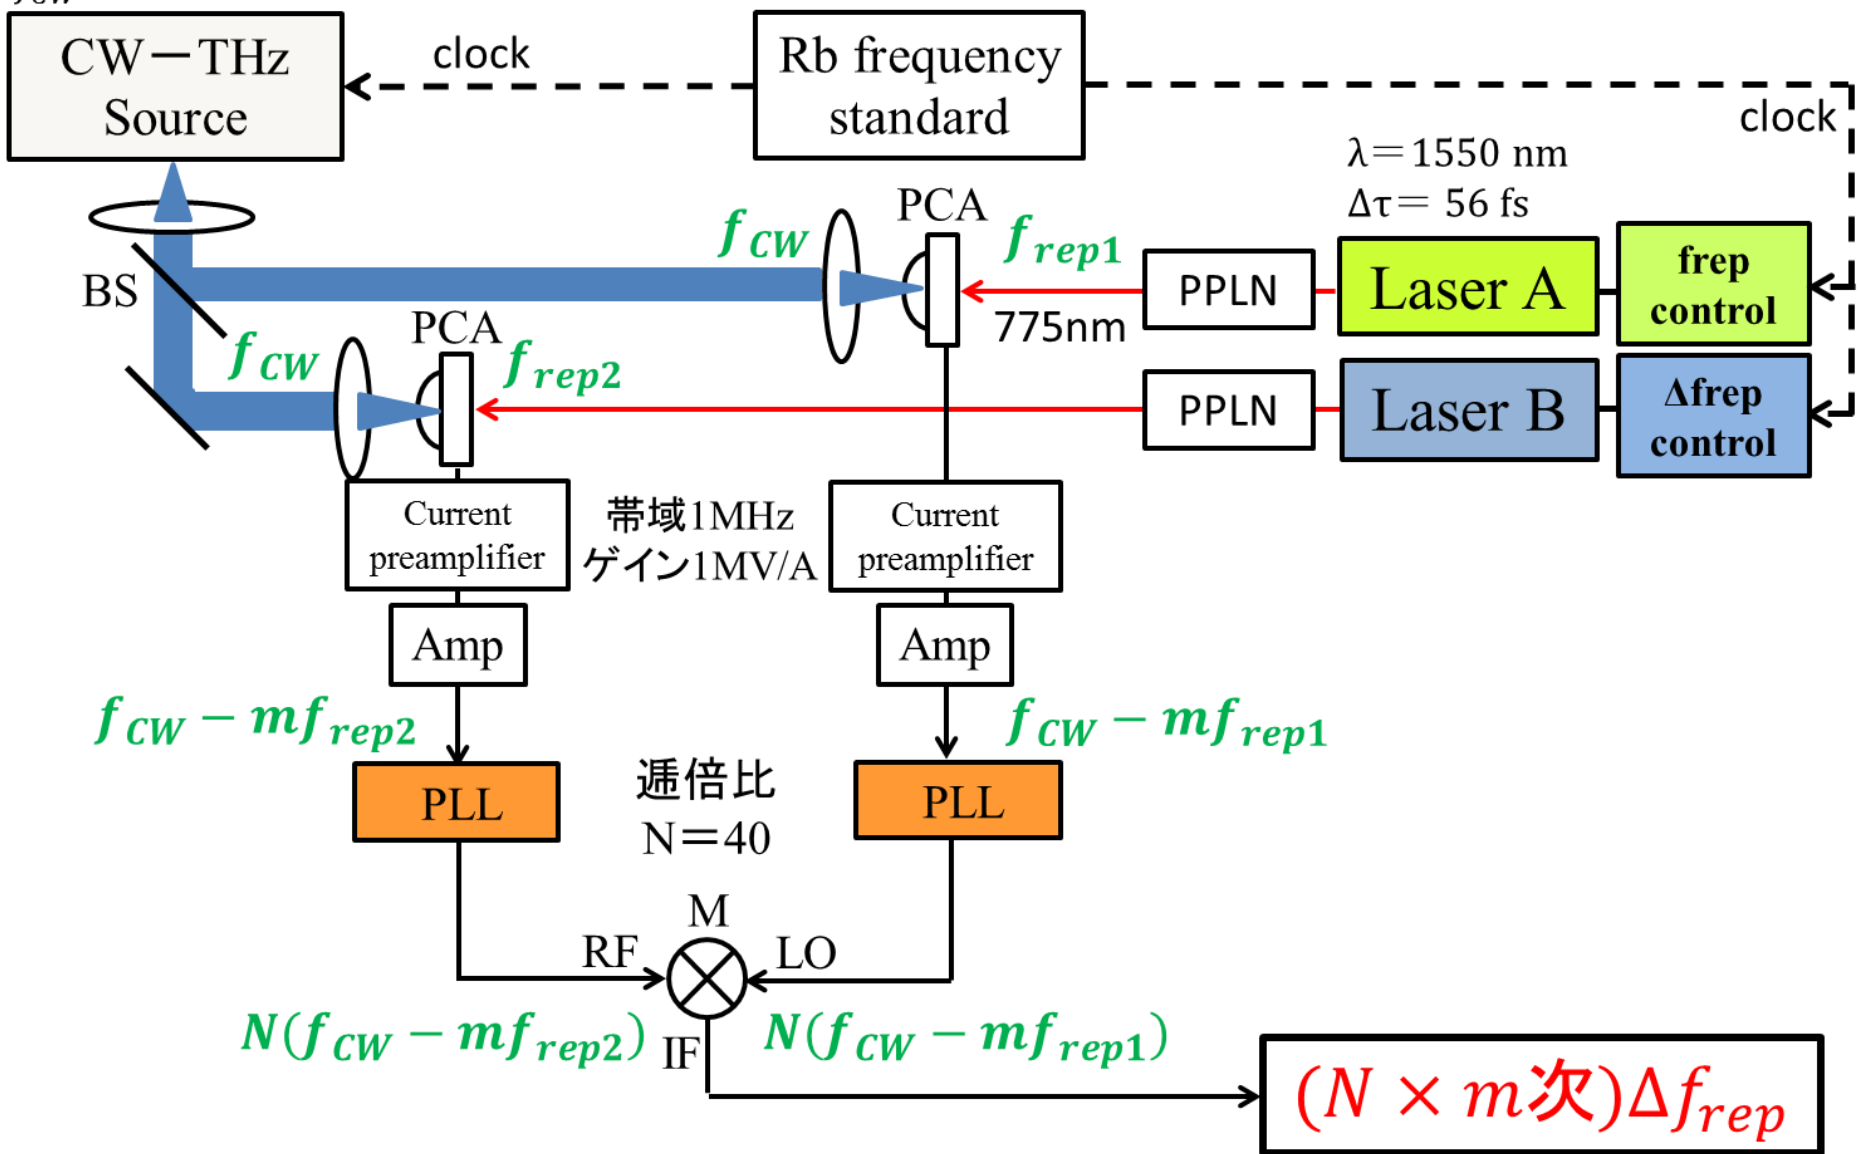 CW－THz
Source
clock
Rb frequency
standard
clock
λ＝1550 nm
Δτ＝ 56 fs
BS
f_CW
PCA
f_rep1
775nm
PPLN
Laser A
frep
control
f_CW
PCA
f_rep2
PPLN
Laser B
Δfrep
control
Current
preamplifier
帯域1MHz
ゲイン1MV/A
Current
preamplifier
Amp
Amp
f_CW − mf_rep2
f_CW − mf_rep1
PLL
逓倍比
N＝40
PLL
M
RF
LO
N(f_CW − mf_rep2)
IF
N(f_CW − mf_rep1)
(N × m次)Δf_rep